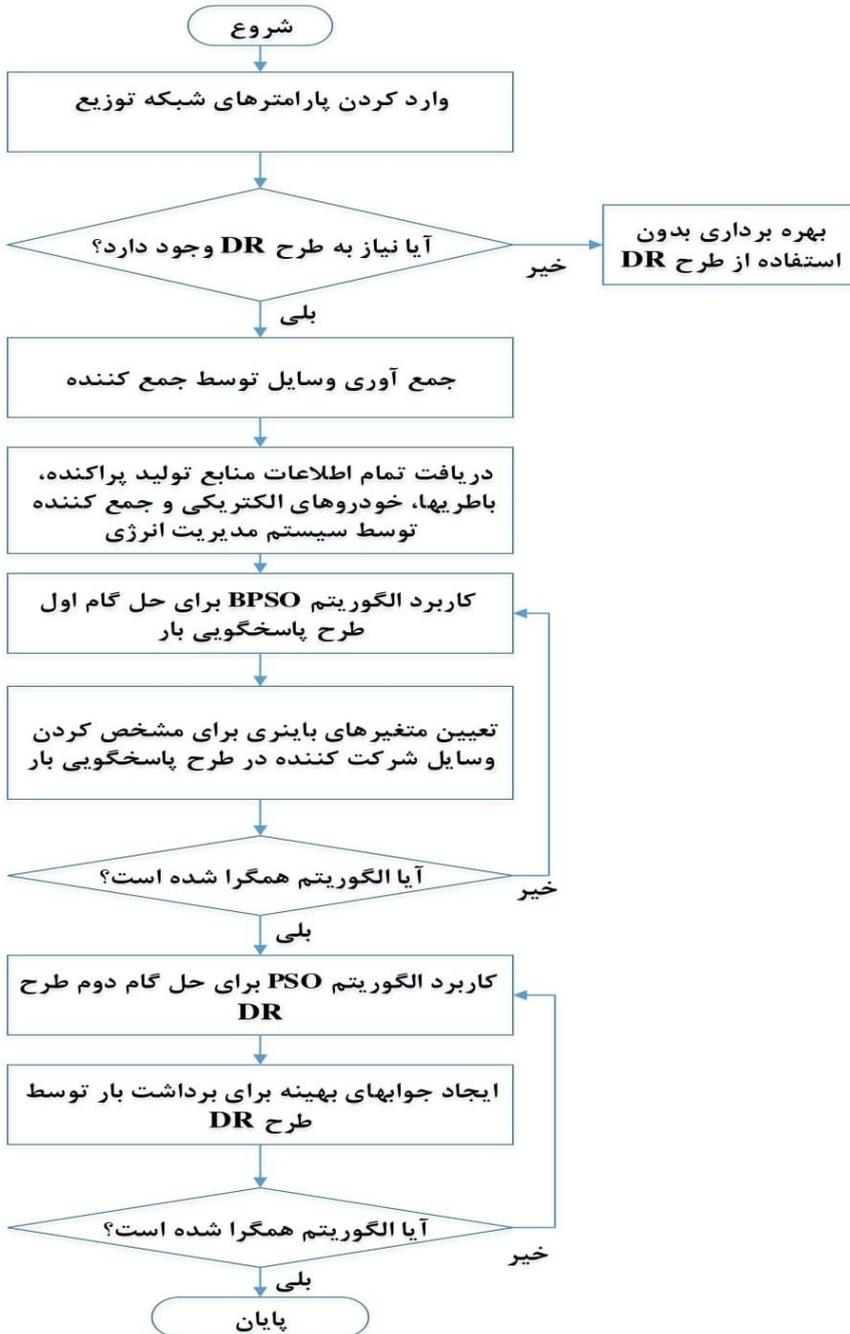 شروع
وارد کردن پارامترهای شبکه توزیع
آیا نیاز به طرح DR وجود دارد؟
خیر
بهره برداری بدون
استفاده از طرح DR
بلی
جمع آوری وسایل توسط جمع کننده
دریافت تمام اطلاعات منابع تولید پراکنده،
باطریها، خودروهای الکتریکی و جمع کننده
توسط سیستم مدیریت انرژی
کاربرد الگوریتم BPSO برای حل گام اول
طرح پاسخگویی بار
تعیین متغیرهای باینری برای مشخص کردن
وسایل شرکت کننده در طرح پاسخگویی بار
آیا الگوریتم همگرا شده است؟
خیر
بلی
کاربرد الگوریتم PSO برای حل گام دوم طرح
DR
ایجاد جوابهای بهینه برای برداشت بار توسط
طرح DR
آیا الگوریتم همگرا شده است؟
خیر
بلی
پایان